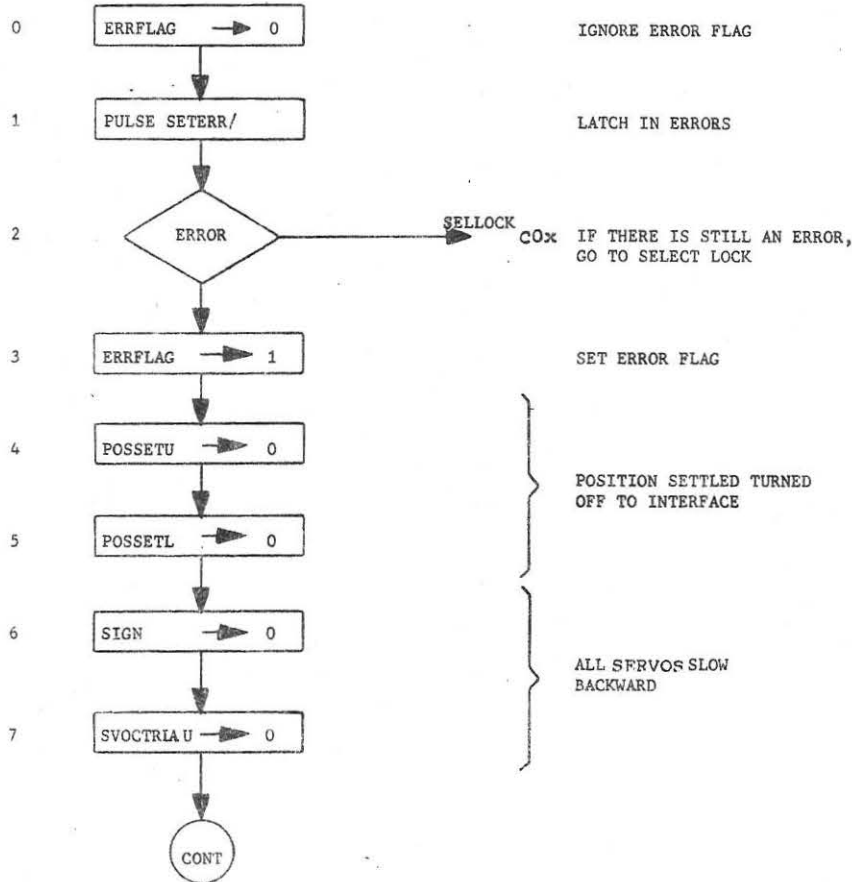 0 ERRFLAG → 0 IGNORE ERROR FLAG
1 PULSE SETERR/ LATCH IN ERRORS
SELLOCK
2 ERROR C0x IF THERE IS STILL AN ERROR,
GO TO SELECT LOCK
3 ERRFLAG → 1 SET ERROR FLAG
4 POSSETU → 0
POSITION SETTLED TURNED
OFF TO INTERFACE
5 POSSETL → 0
6 SIGN → 0
ALL SERVOS SLOW
BACKWARD
7 SVOCTRIAU → 0
CONT